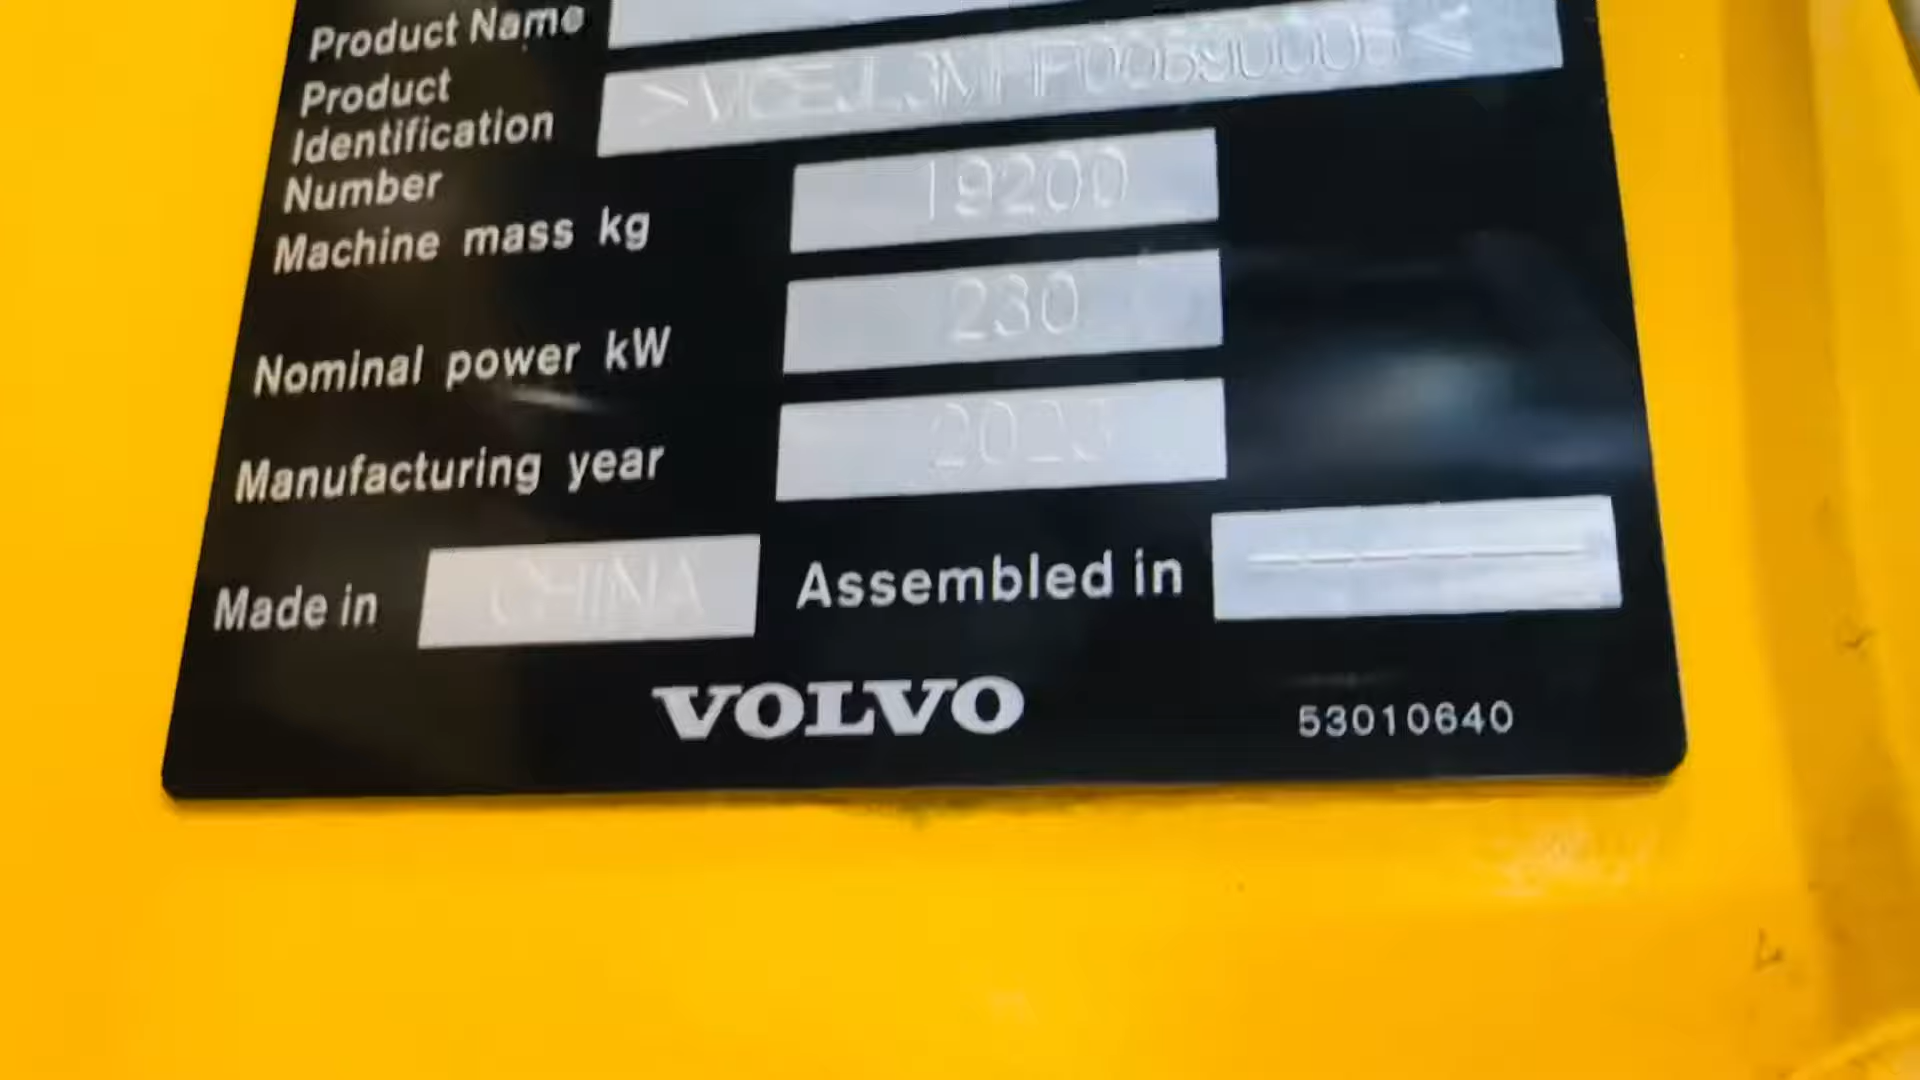 Product Name
Product
Identification
Number
Machine mass kg 19200
Nominal power kW 230
Manufacturing year 2023
Made in CHINA Assembled in
VOLVO
53010640